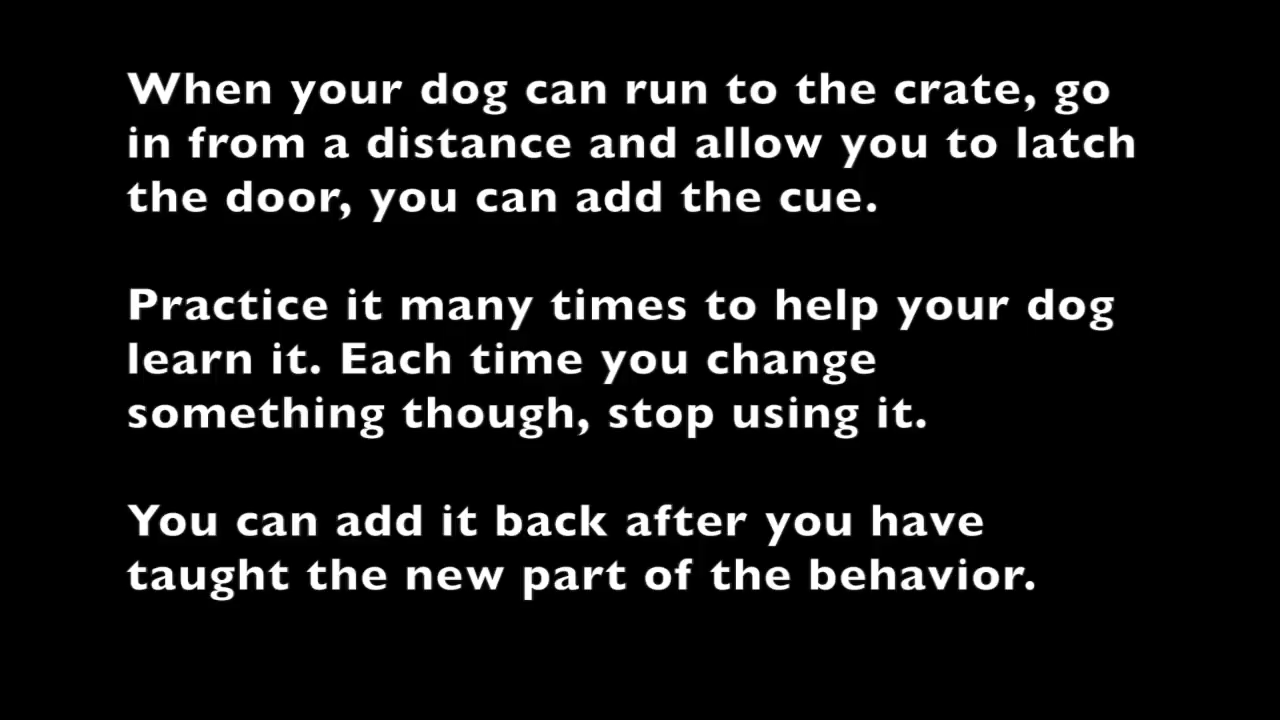 When your dog can run to the crate, go
in from a distance and allow you to latch
the door, you can add the cue.
Practice it many times to help your dog
learn it. Each time you change
something though, stop using it.
You can add it back after you have
taught the new part of the behavior.